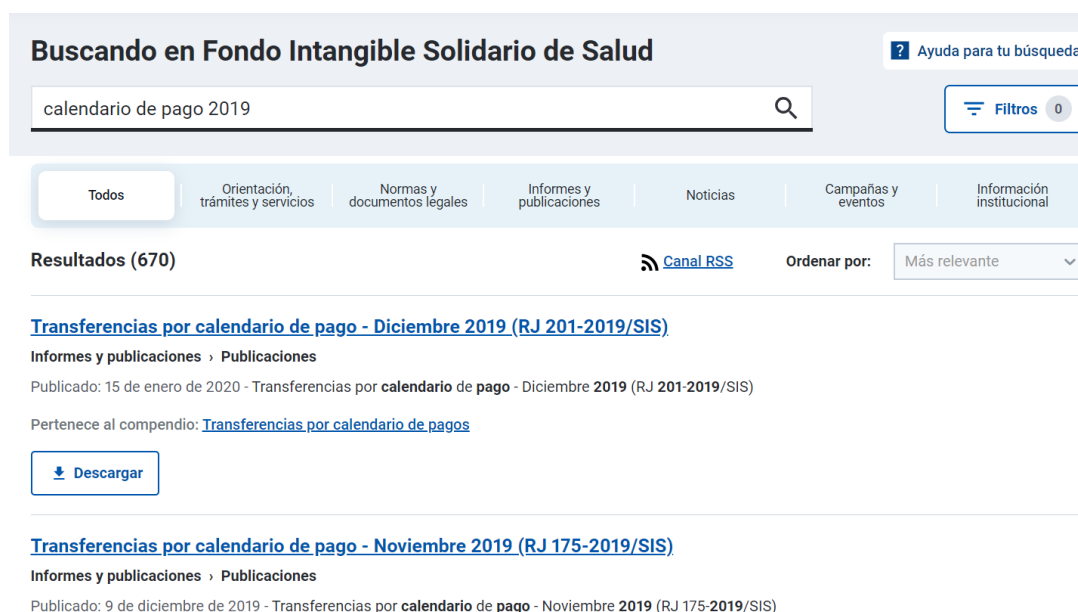 Buscando en Fondo Intangible Solidario de Salud
? Ayuda para tu búsqueda
calendario de pago 2019
Filtros 0
Todos
Orientación, trámites y servicios
Normas y documentos legales
Informes y publicaciones
Noticias
Campañas y eventos
Información institucional
Resultados (670)
Canal RSS
Ordenar por:
Más relevante
Transferencias por calendario de pago - Diciembre 2019 (RJ 201-2019/SIS)
Informes y publicaciones › Publicaciones
Publicado: 15 de enero de 2020 - Transferencias por calendario de pago - Diciembre 2019 (RJ 201-2019/SIS)
Pertenece al compendio: Transferencias por calendario de pagos
Descargar
Transferencias por calendario de pago - Noviembre 2019 (RJ 175-2019/SIS)
Informes y publicaciones › Publicaciones
Publicado: 9 de diciembre de 2019 - Transferencias por calendario de pago - Noviembre 2019 (RJ 175-2019/SIS)